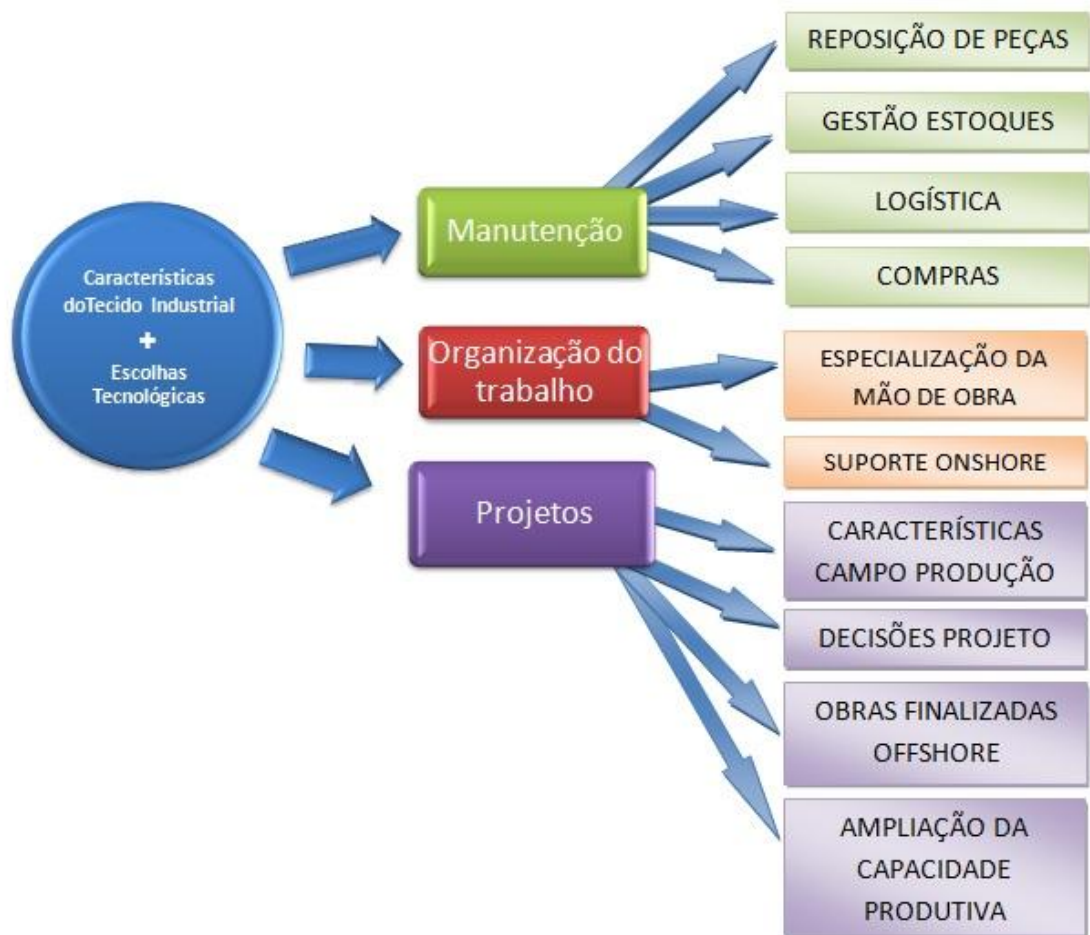 Característícas
doTecido Industrial
+
Escolhas
Tecnológicas
Manutenção
Organização do
trabalho
Projetos
REPOSIÇÃO DE PEÇAS
GESTÃO ESTOQUES
LOGÍSTICA
COMPRAS
ESPECIALIZAÇÃO DA
MÃO DE OBRA
SUPORTE ONSHORE
CARACTERÍSTICAS
CAMPO PRODUÇÃO
DECISÕES PROJETO
OBRAS FINALIZADAS
OFFSHORE
AMPLIAÇÃO DA
CAPACIDADE
PRODUTIVA